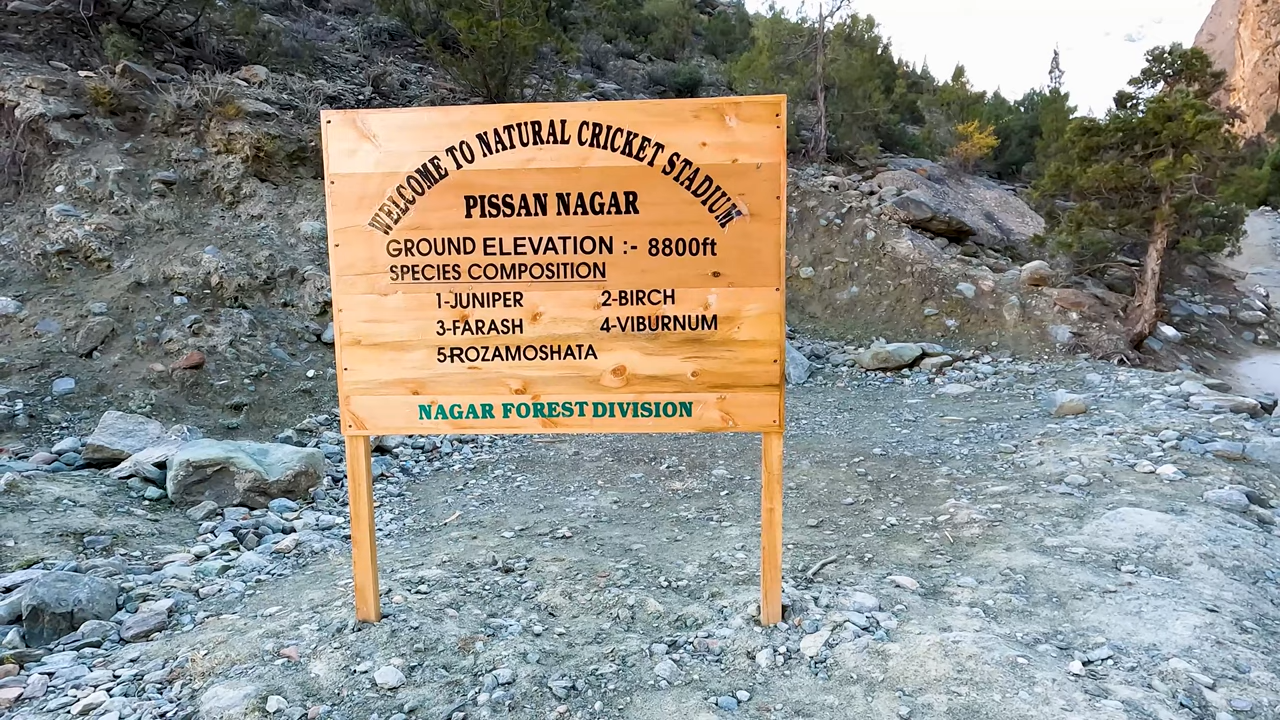 WELCOME TO NATURAL CRICKET STADIUM
PISSAN NAGAR
GROUND ELEVATION :- 8800ft
SPECIES COMPOSITION
1-JUNIPER 2-BIRCH
3-FARASH 4-VIBURNUM
5-ROZAMOSHATA
NAGAR FOREST DIVISION